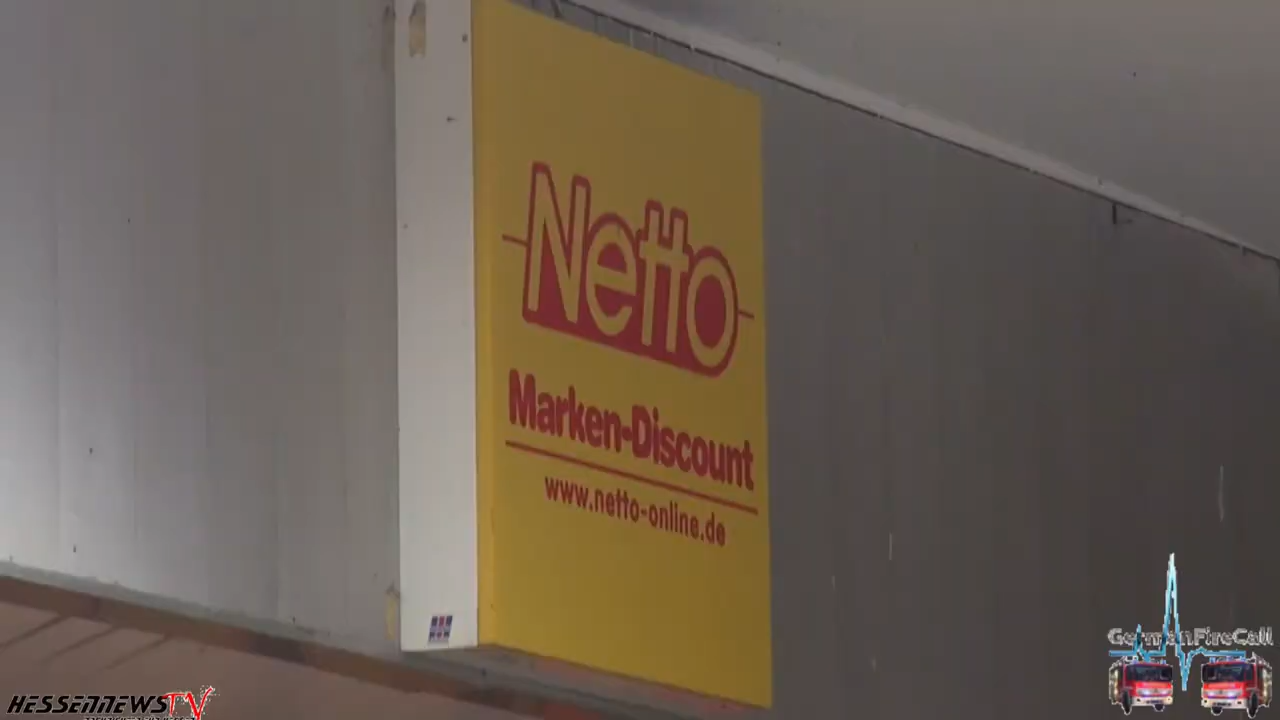 Netto
Marken-Discount
www.netto-online.de
GermanFireCall
HESSENNEWS TV